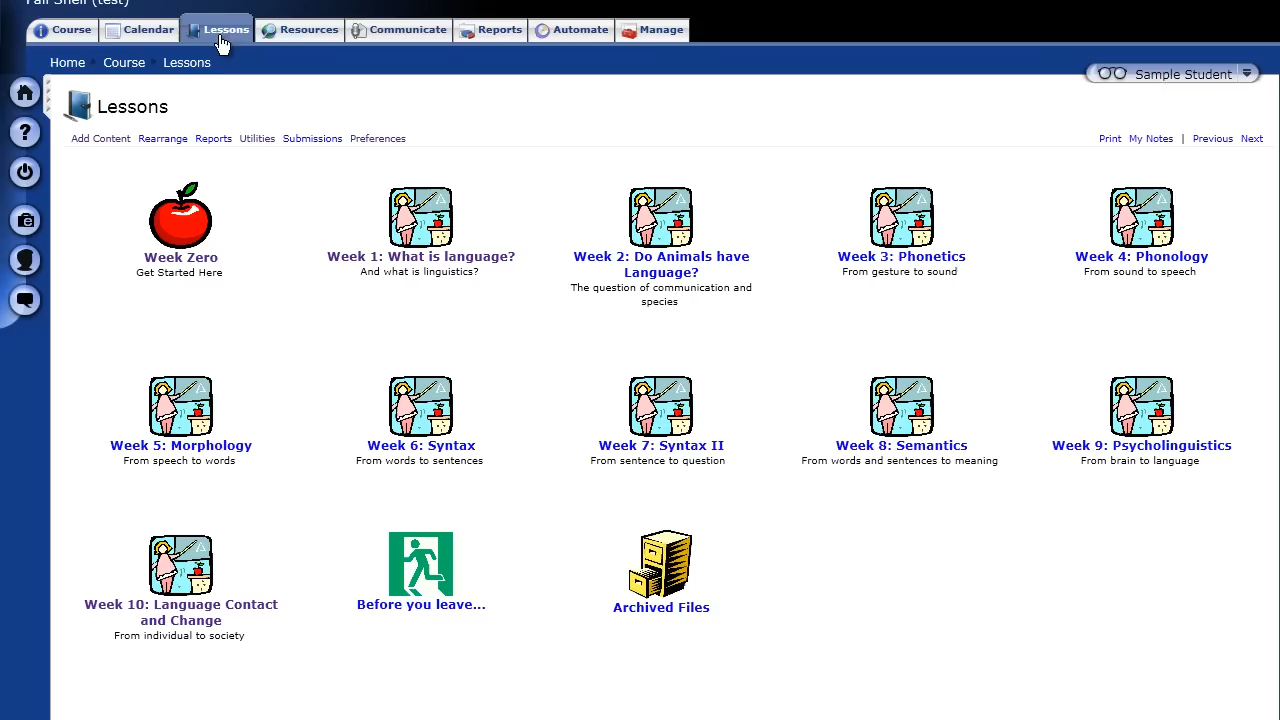 Fall Shell (test)
Course Calendar Lessons Resources Communicate Reports Automate Manage
Home Course Lessons
Sample Student
Lessons
Add Content Rearrange Reports Utilities Submissions Preferences
Print My Notes | Previous Next
Week Zero
Get Started Here
Week 1: What is language?
And what is linguistics?
Week 2: Do Animals have
Language?
The question of communication and
species
Week 3: Phonetics
From gesture to sound
Week 4: Phonology
From sound to speech
Week 5: Morphology
From speech to words
Week 6: Syntax
From words to sentences
Week 7: Syntax II
From sentence to question
Week 8: Semantics
From words and sentences to meaning
Week 9: Psycholinguistics
From brain to language
Week 10: Language Contact
and Change
From individual to society
Before you leave...
Archived Files